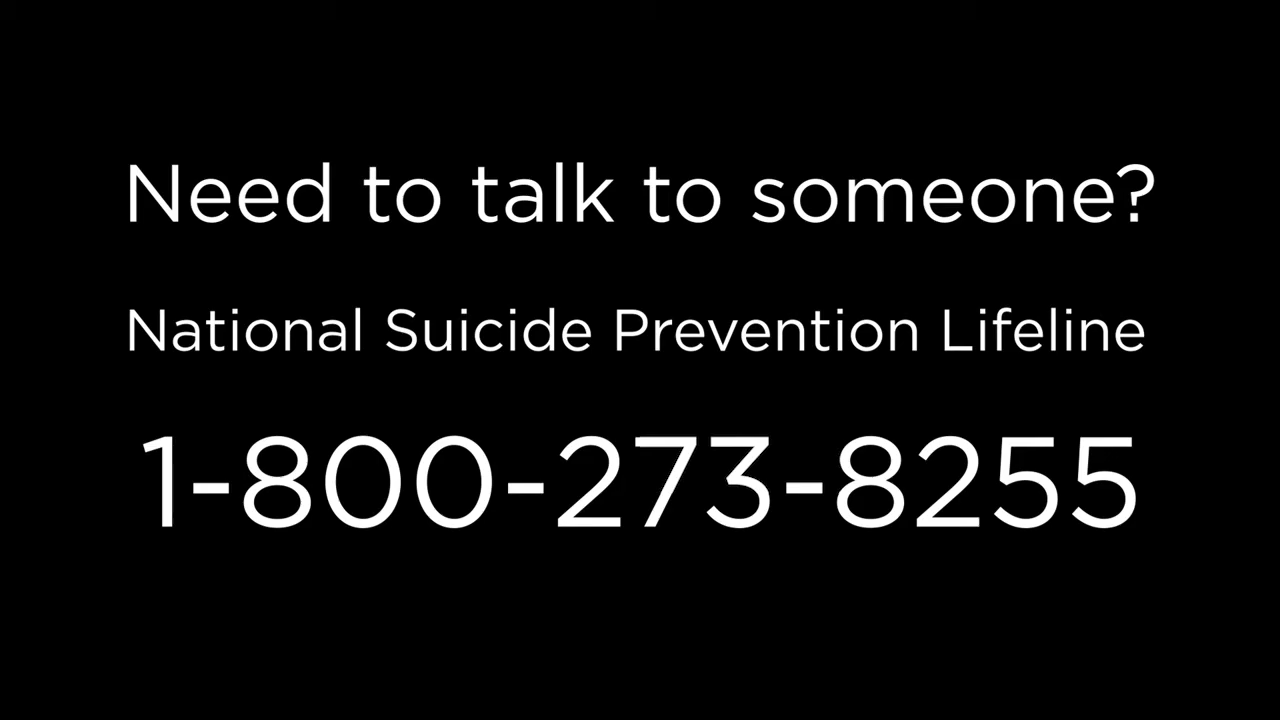 Need to talk to someone?
National Suicide Prevention Lifeline
1-800-273-8255